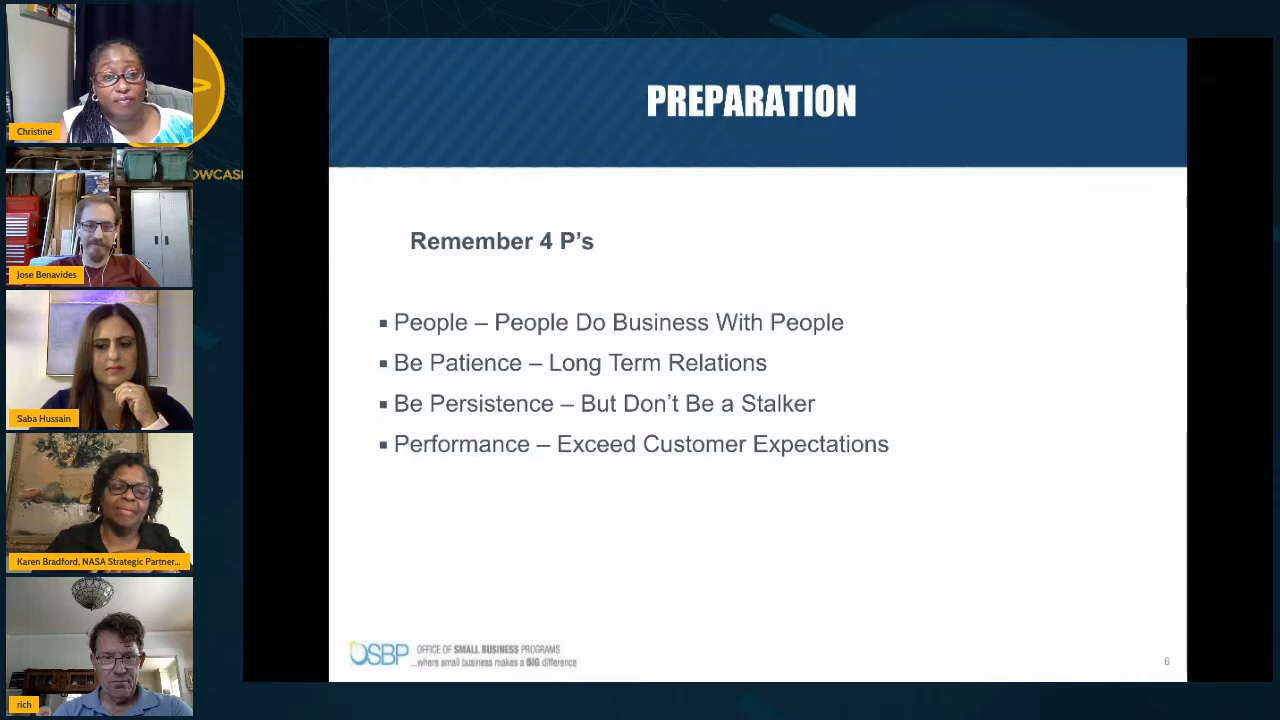 Christine
OWCASE
Jose Benavides
Saba Hussain
Karen Bradford, NASA Strategic Partner...
rich
PREPARATION
Remember 4 P's
▪ People – People Do Business With People
▪ Be Patience – Long Term Relations
▪ Be Persistence – But Don't Be a Stalker
▪ Performance – Exceed Customer Expectations
OSBP OFFICE OF SMALL BUSINESS PROGRAMS
...where small business makes a BIG difference
6